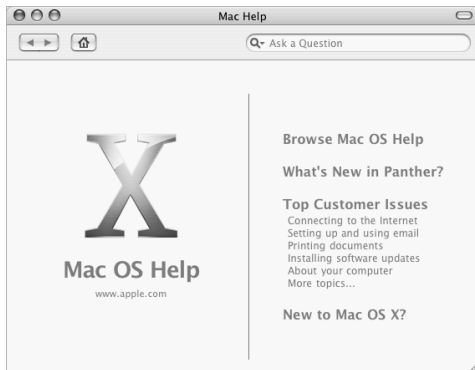 Mac Help
Ask a Question
X
Mac OS Help
www.apple.com
Browse Mac OS Help
What's New in Panther?
Top Customer Issues
Connecting to the Internet
Setting up and using email
Printing documents
Installing software updates
About your computer
More topics...
New to Mac OS X?